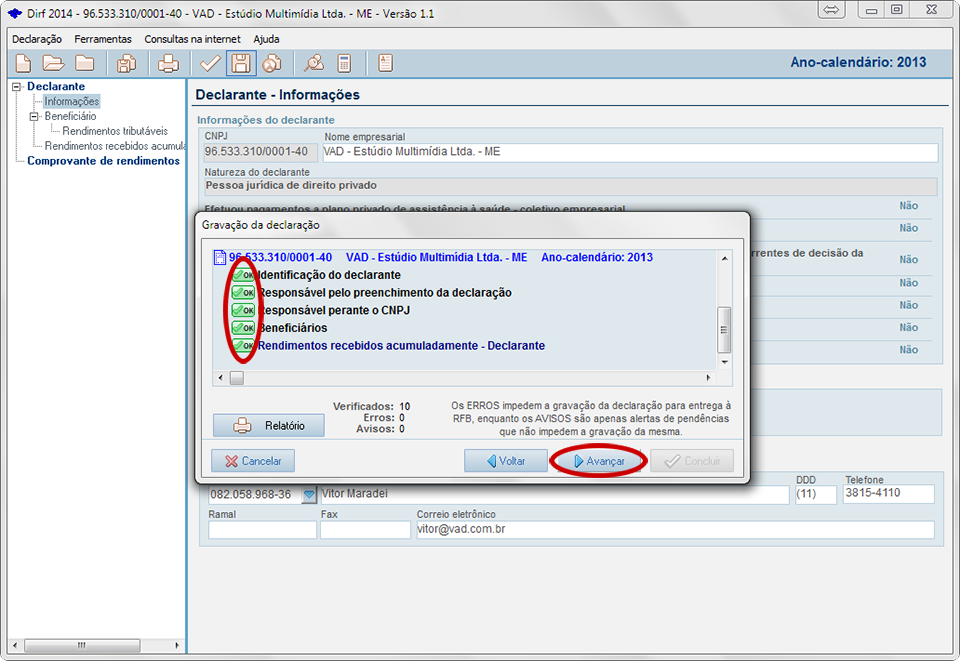 Dirf 2014 - 96.533.310/0001-40 - VAD - Estúdio Multimídia Ltda. - ME - Versão 1.1
Declaração Ferramentas Consultas na internet Ajuda
Ano-calendário: 2013
Declarante
Informações
Beneficiário
Rendimentos tributáveis
Rendimentos recebidos acumula
Comprovante de rendimentos
Declarante - Informações
Informações do declarante
CNPJ Nome empresarial
96.533.310/0001-40 VAD - Estúdio Multimídia Ltda. - ME
Natureza do declarante
Pessoa jurídica de direito privado
Efetuou pagamentos a plano privado de assistência à saúde - coletivo empresarial Não
Não
rrentes de decisão da
Não
Não
Não
Não
Não
Gravação da declaração
96.533.310/0001-40 VAD - Estúdio Multimídia Ltda. - ME Ano-calendário: 2013
OK Identificação do declarante
OK Responsável pelo preenchimento da declaração
OK Responsável perante o CNPJ
OK Beneficiários
OK Rendimentos recebidos acumuladamente - Declarante
Relatório
Verificados: 10
Erros: 0
Avisos: 0
Os ERROS impedem a gravação da declaração para entrega à
RFB, enquanto os AVISOS são apenas alertas de pendências
que não impedem a gravação da mesma.
Cancelar Voltar Avançar Concluir
DDD Telefone
082.058.968-36 Vitor Maradei (11) 3815-4110
Ramal Fax Correio eletrônico
vitor@vad.com.br